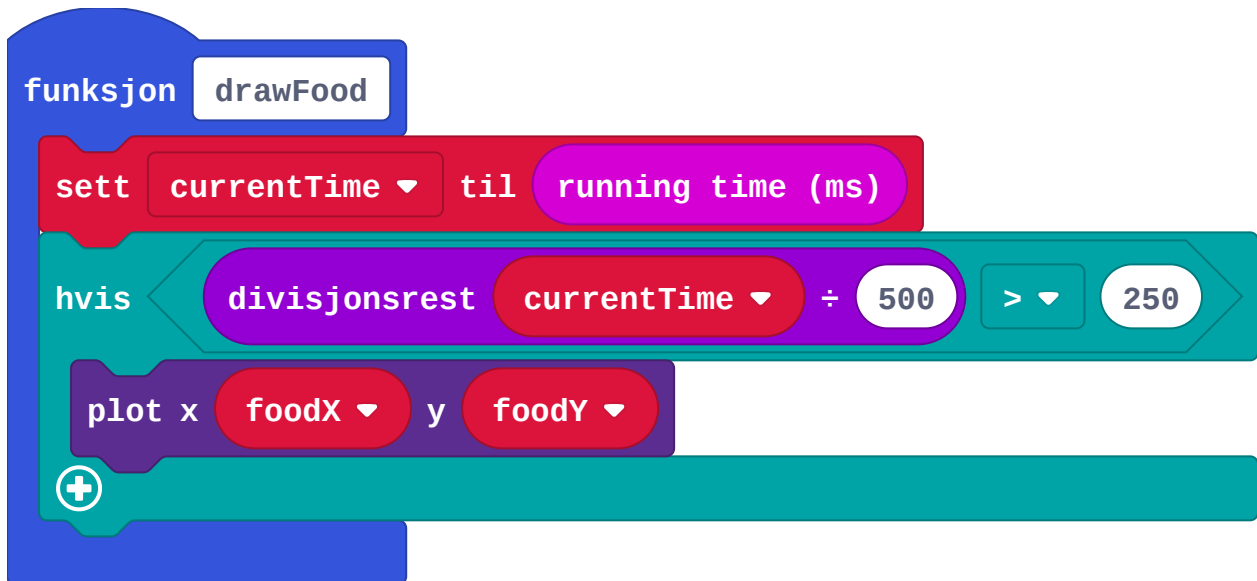 funksjon drawFood
sett currentTime til running time (ms)
hvis divisjonsrest currentTime ÷ 500 > 250
plot x foodX y foodY